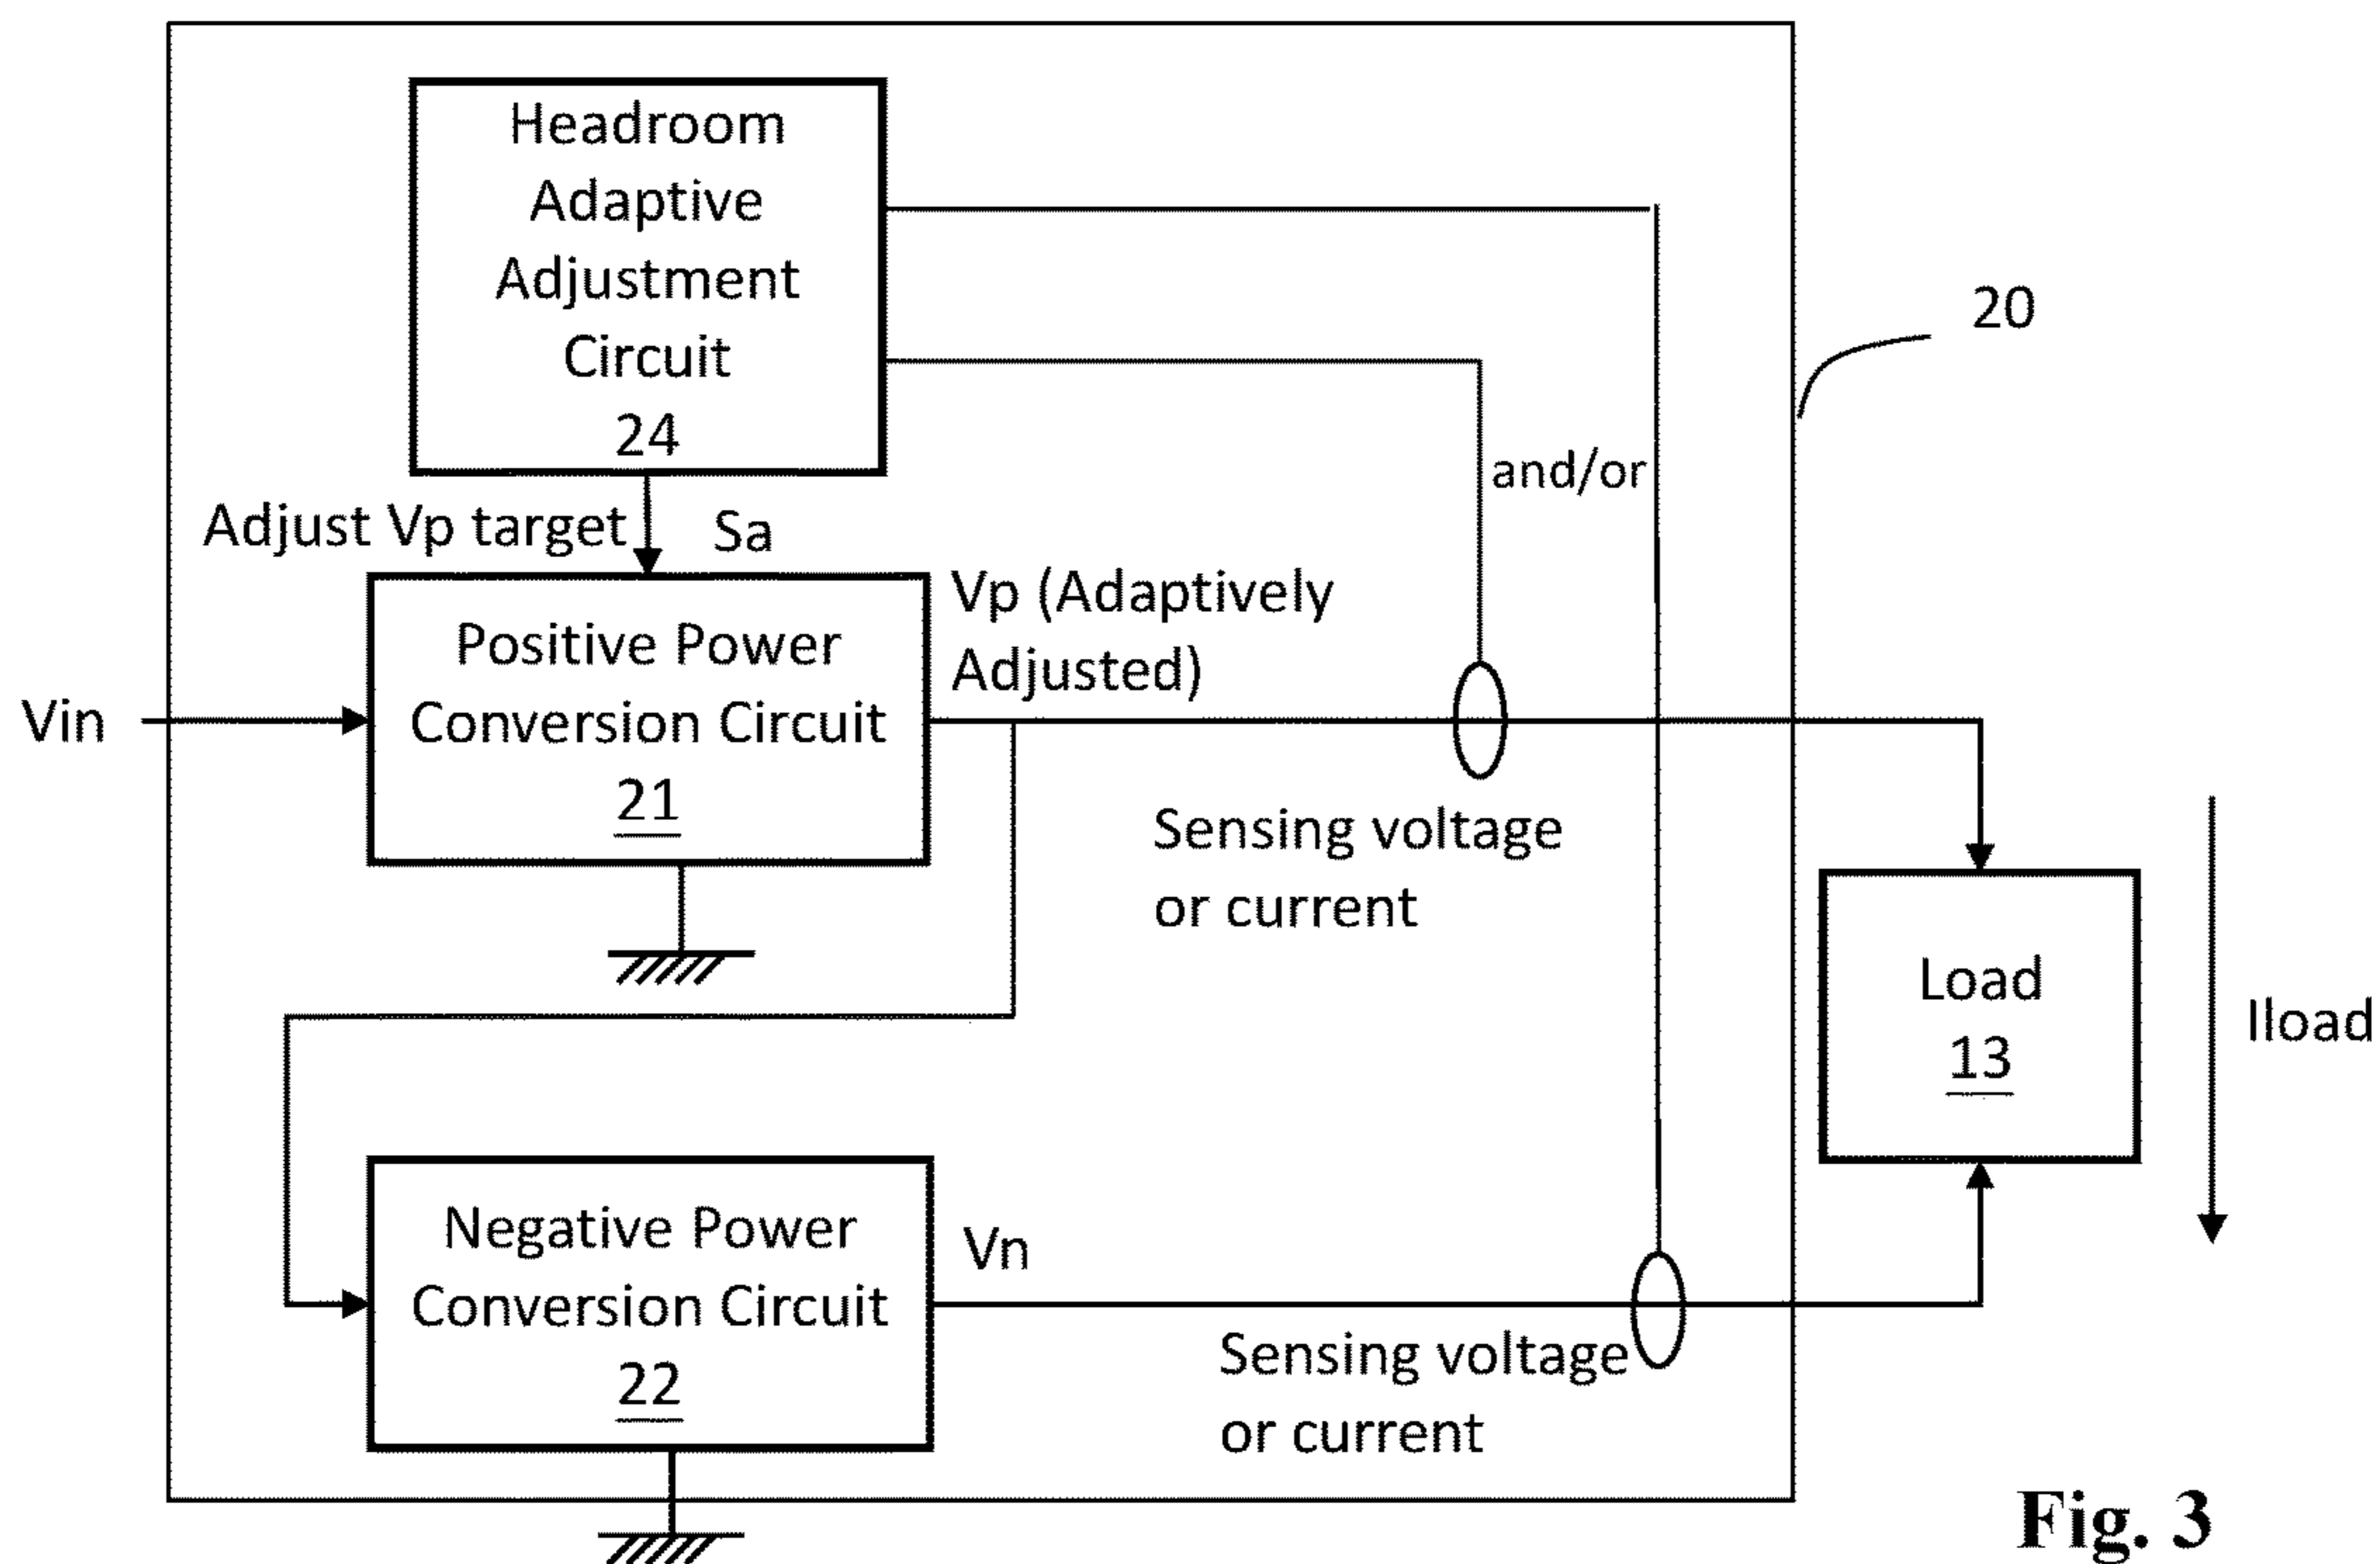 Headroom
Adaptive
Adjustment
Circuit
24
20
and/or
Adjust Vp target
Sa
Vp (Adaptively
Adjusted)
Vin
Positive Power
Conversion Circuit
21
Sensing voltage
or current
Load
13
Iload
Negative Power
Conversion Circuit
22
Vn
Sensing voltage
or current
Fig. 3